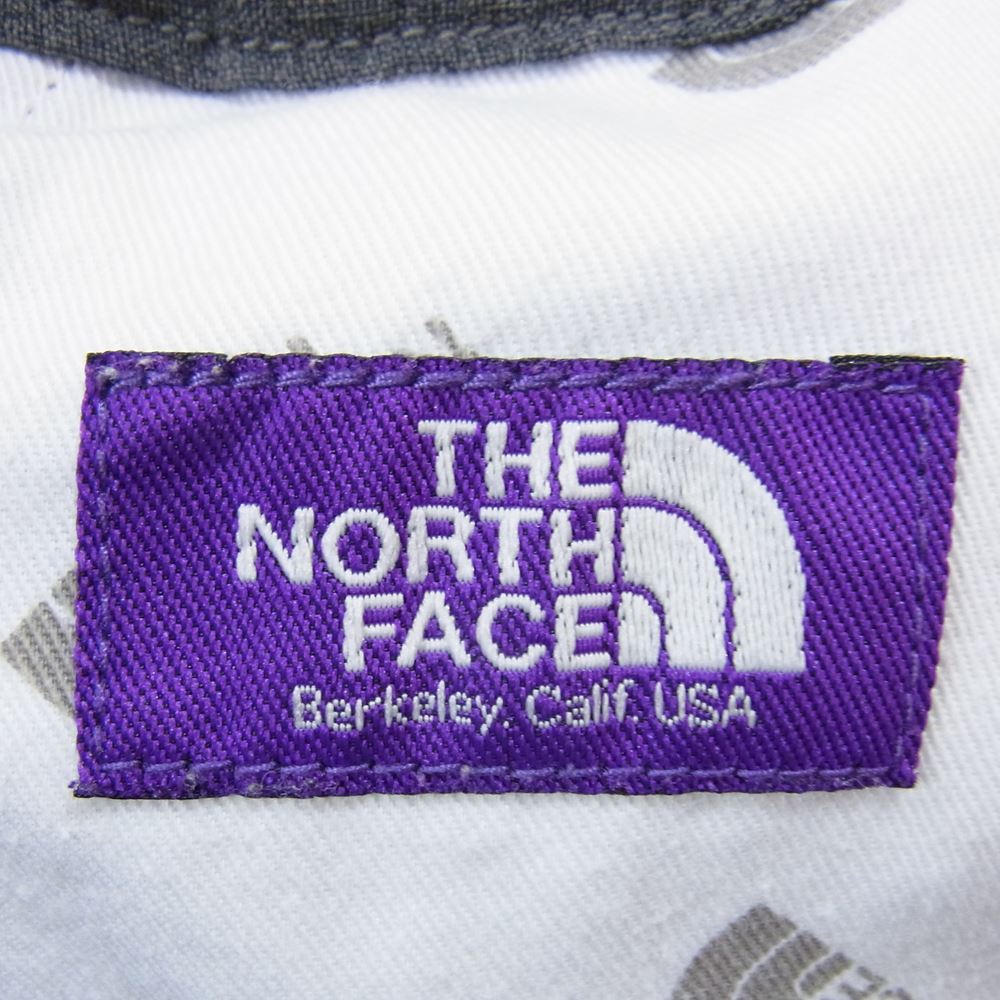 THE
NORTH
FACE
Berkeley. Calif. USA